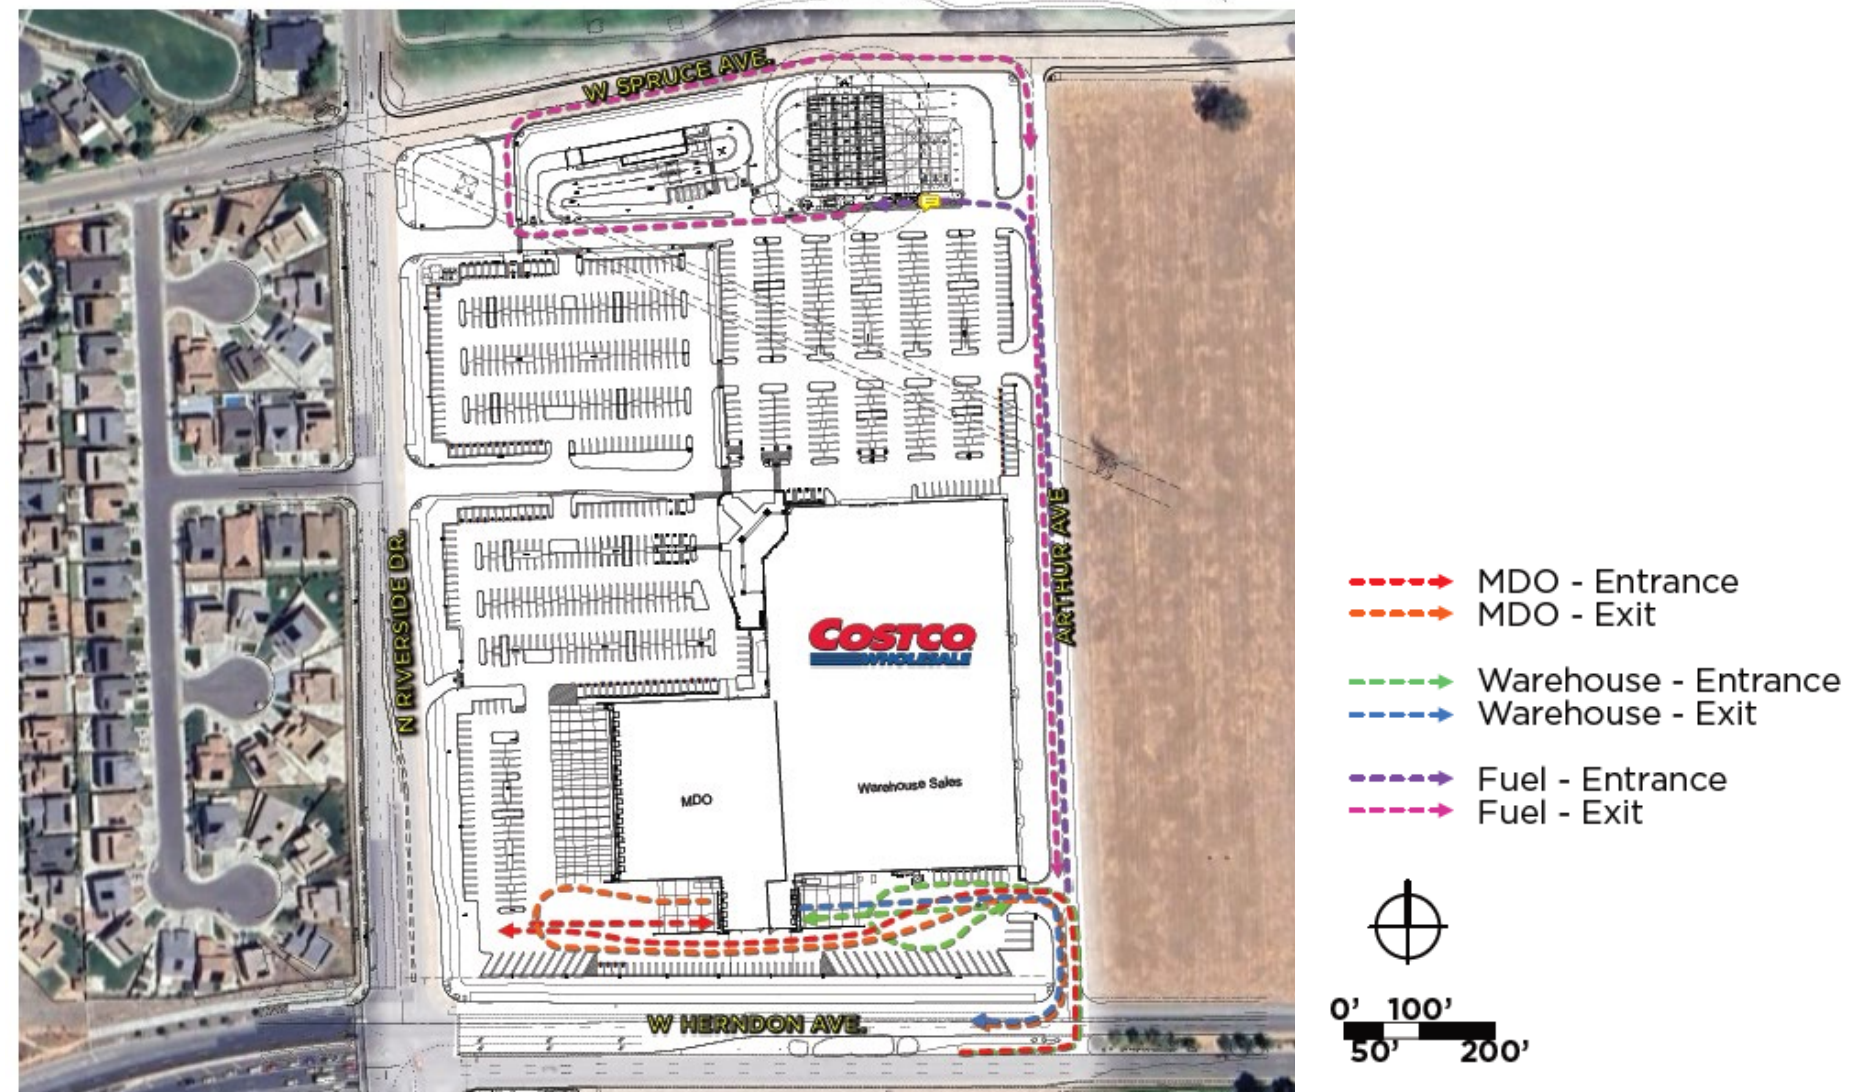 W SPRUCE AVE.
N RIVERSIDE DR.
ARTHUR AVE
COSTCO
WHOLESALE
MDO
Warehouse Sales
W HERNDON AVE.
MDO - Entrance
MDO - Exit
Warehouse - Entrance
Warehouse - Exit
Fuel - Entrance
Fuel - Exit
0' 100'
50' 200'